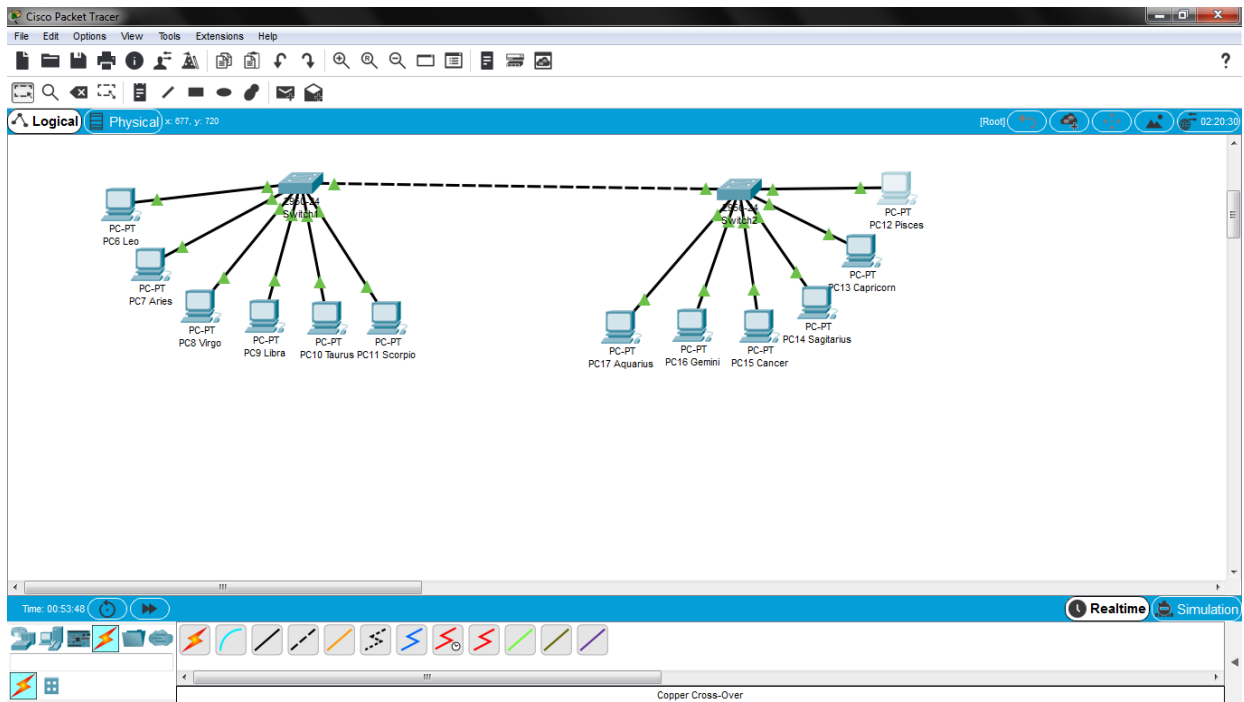 Cisco Packet Tracer
File Edit Options View Tools Extensions Help
?
Logical Physical x: 677, y: 720 [Root] 02:20:30
2950-24
Switch1
2950-24
Switch2
PC-PT
PC6 Leo
PC-PT
PC7 Aries
PC-PT
PC8 Virgo
PC-PT
PC9 Libra
PC-PT
PC10 Taurus
PC-PT
PC11 Scorpio
PC-PT
PC12 Pisces
PC-PT
PC13 Capricorn
PC-PT
PC14 Sagitarius
PC-PT
PC17 Aquarius
PC-PT
PC16 Gemini
PC-PT
PC15 Cancer
Time: 00:53:48 Realtime Simulation
Copper Cross-Over